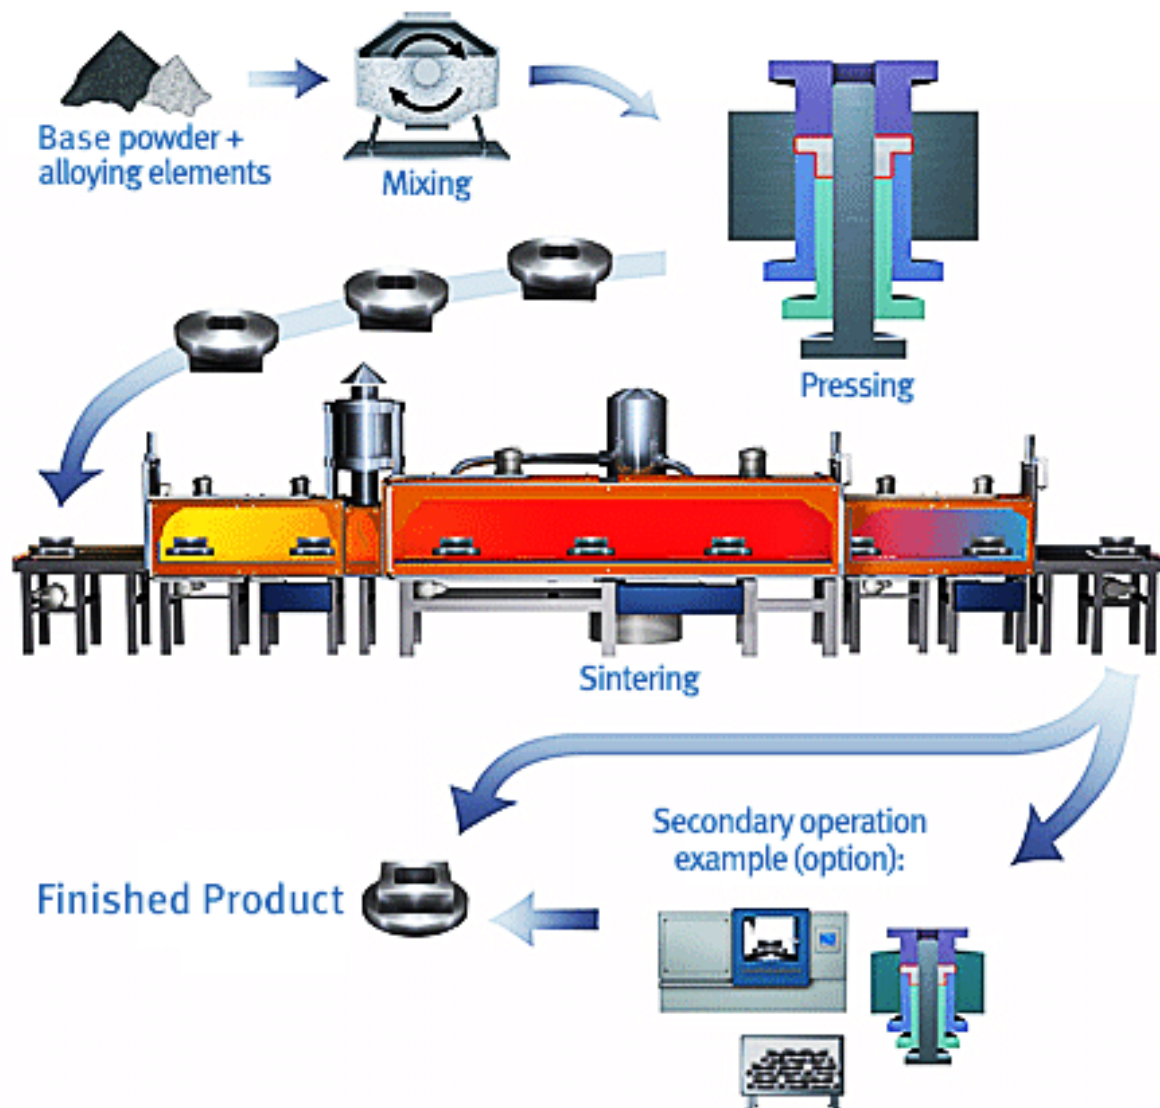 Base powder +
alloying elements
Mixing
Pressing
Sintering
Secondary operation
example (option):
Finished Product